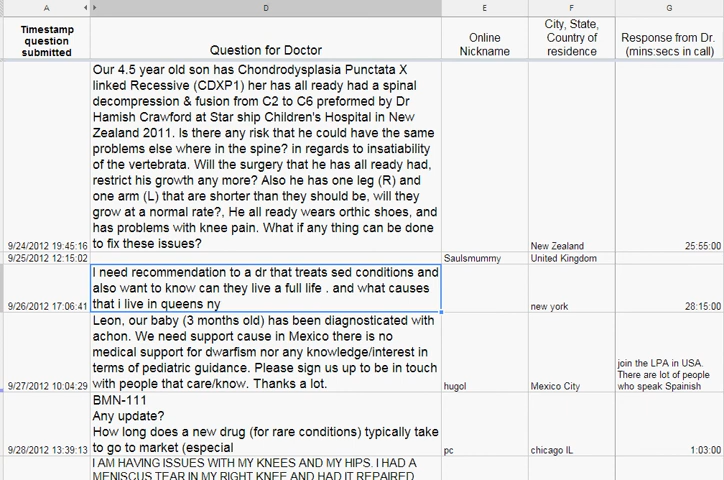 A
D
E
F
G
Timestamp
question
submitted
Question for Doctor
Online
Nickname
City, State,
Country of
residence
Response from Dr.
(mins:secs in call)
Our 4.5 year old son has Chondrodysplasia Punctata X
linked Recessive (CDXP1) her has all ready had a spinal
decompression & fusion from C2 to C6 preformed by Dr
Hamish Crawford at Star ship Children's Hospital in New
Zealand 2011. Is there any risk that he could have the same
problems else where in the spine? in regards to insatiability
of the vertebrata. Will the surgery that he has all ready had,
restrict his growth any more? Also he has one leg (R) and
one arm (L) that are shorter than they should be, will they
grow at a normal rate?, He all ready wears orthic shoes, and
has problems with knee pain. What if any thing can be done
to fix these issues?
9/24/2012 19:45:16
New Zealand
25:55:00
9/25/2012 12:15:02
Saulsmummy
United Kingdom
I need recommendation to a dr that treats sed conditions and
also want to know can they live a full life . and what causes
that i live in queens ny
9/26/2012 17:06:41
new york
28:15:00
Leon, our baby (3 months old) has been diagnosticated with
achon. We need support cause in Mexico there is no
medical support for dwarfism nor any knowledge/interest in
terms of pediatric guidance. Please sign us up to be in touch
with people that care/know. Thanks a lot.
9/27/2012 10:04:29
hugol
Mexico City
join the LPA in USA.
There are lot of people
who speak Spainish
BMN-111
Any update?
How long does a new drug (for rare conditions) typically take
to go to market (especial
9/28/2012 13:39:13
pc
chicago IL
1:03:00
I AM HAVING ISSUES WITH MY KNEES AND MY HIPS. I HAD A
MENISCUS TEAR IN MY RIGHT KNEE AND HAD IT REPAIRED